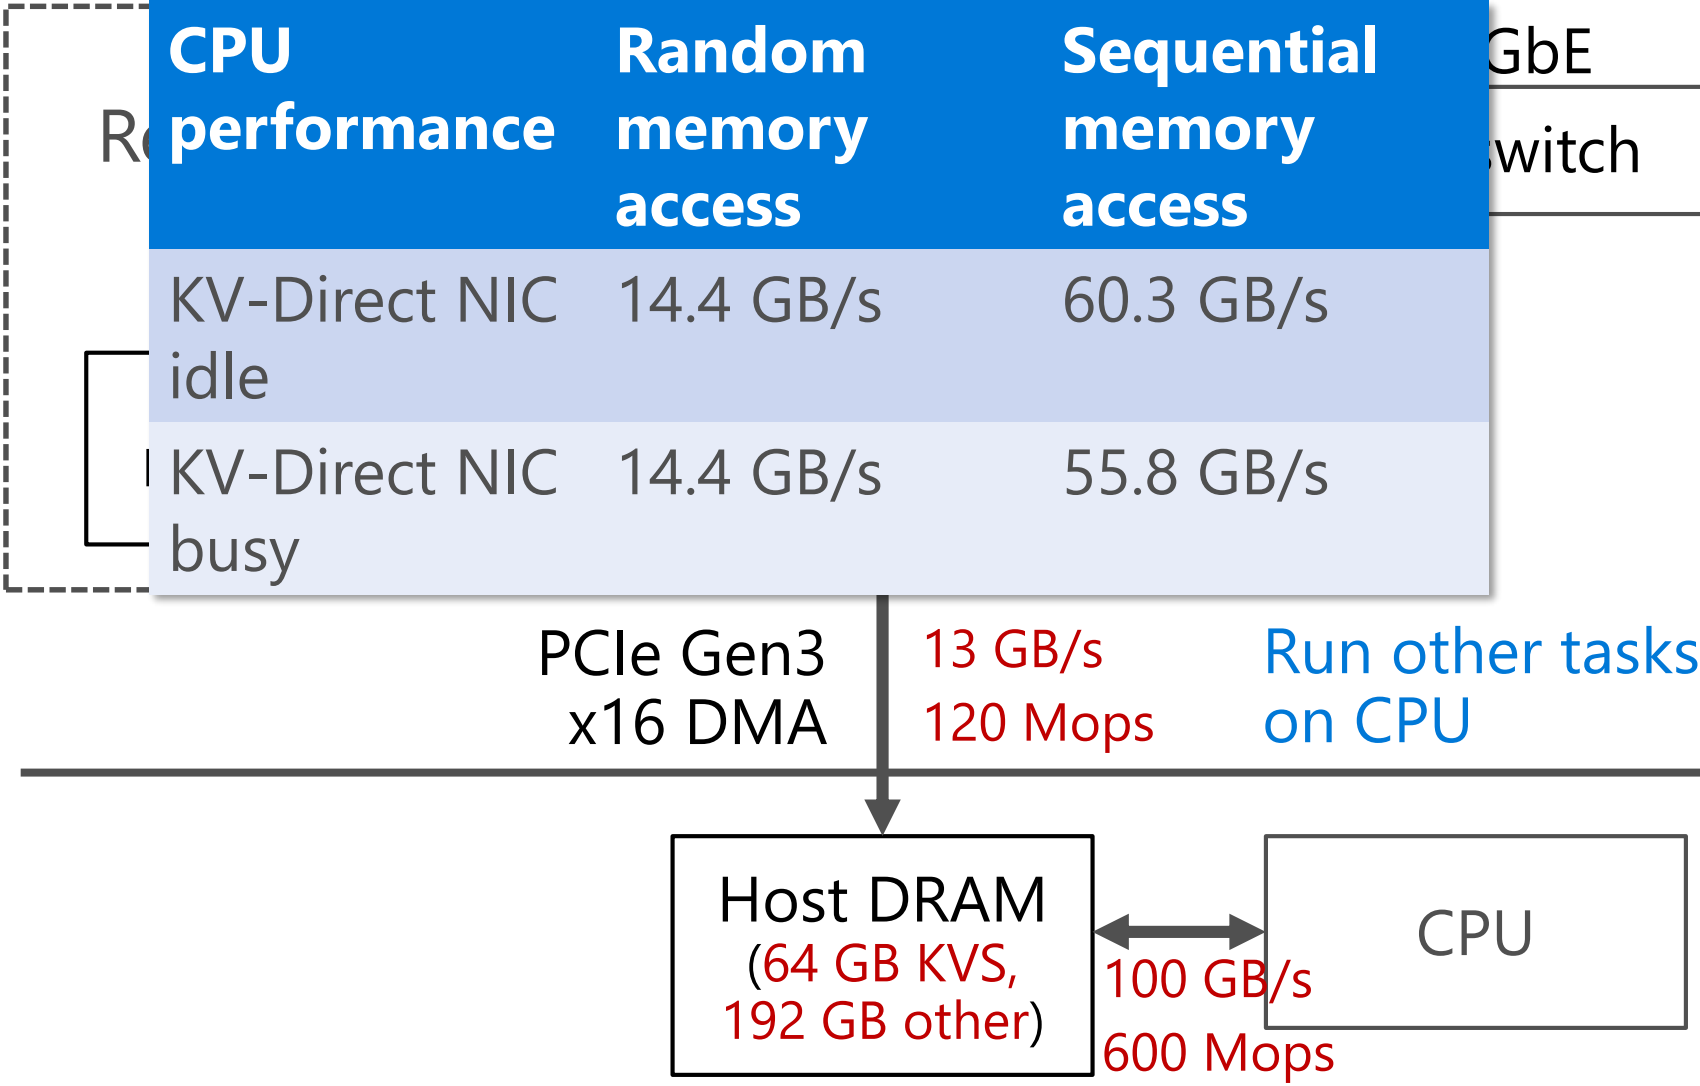 CPU performance
Random memory access
Sequential memory access
KV-Direct NIC idle
14.4 GB/s
60.3 GB/s
KV-Direct NIC busy
14.4 GB/s
55.8 GB/s
GbE
switch
PCIe Gen3
x16 DMA
13 GB/s
120 Mops
Run other tasks
on CPU
Host DRAM
(64 GB KVS,
192 GB other)
100 GB/s
600 Mops
CPU